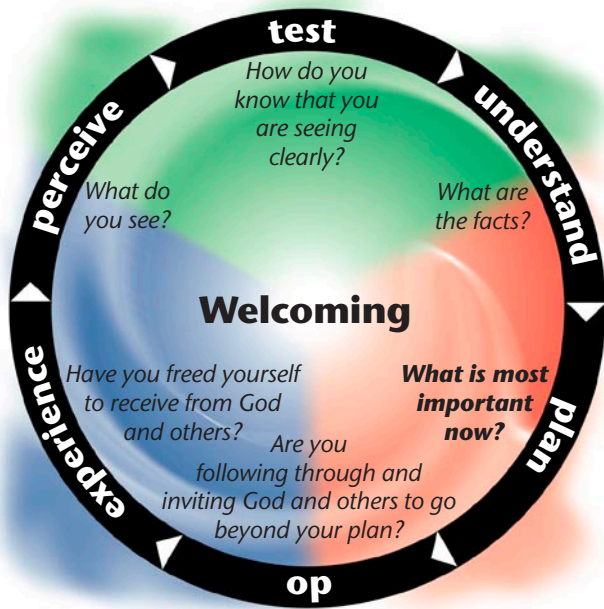 test
understand
plan
do
experience
perceive
How do you
know that you
are seeing
clearly?
What do
you see?
What are
the facts?
Welcoming
Have you freed yourself
to receive from God
and others?
What is most
important
now?
Are you
following through and
inviting God and others to go
beyond your plan?